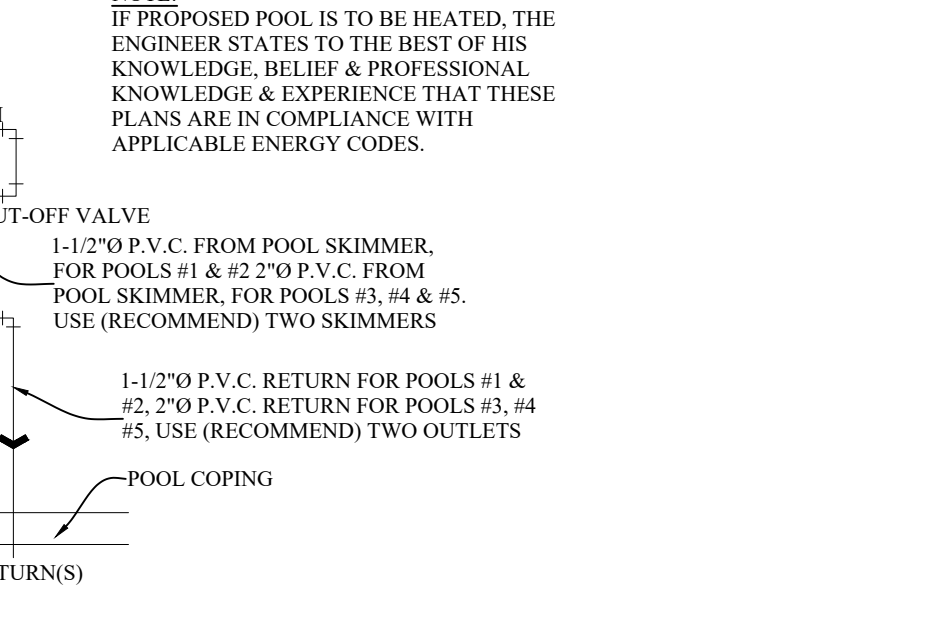 NOTE:
IF PROPOSED POOL IS TO BE HEATED, THE
ENGINEER STATES TO THE BEST OF HIS
KNOWLEDGE, BELIEF & PROFESSIONAL
KNOWLEDGE & EXPERIENCE THAT THESE
PLANS ARE IN COMPLIANCE WITH
APPLICABLE ENERGY CODES.
UT-OFF VALVE
1-1/2"Ø P.V.C. FROM POOL SKIMMER,
FOR POOLS #1 & #2 2"Ø P.V.C. FROM
POOL SKIMMER, FOR POOLS #3, #4 & #5.
USE (RECOMMEND) TWO SKIMMERS
1-1/2"Ø P.V.C. RETURN FOR POOLS #1 &
#2, 2"Ø P.V.C. RETURN FOR POOLS #3, #4
#5, USE (RECOMMEND) TWO OUTLETS
POOL COPING
TURN(S)